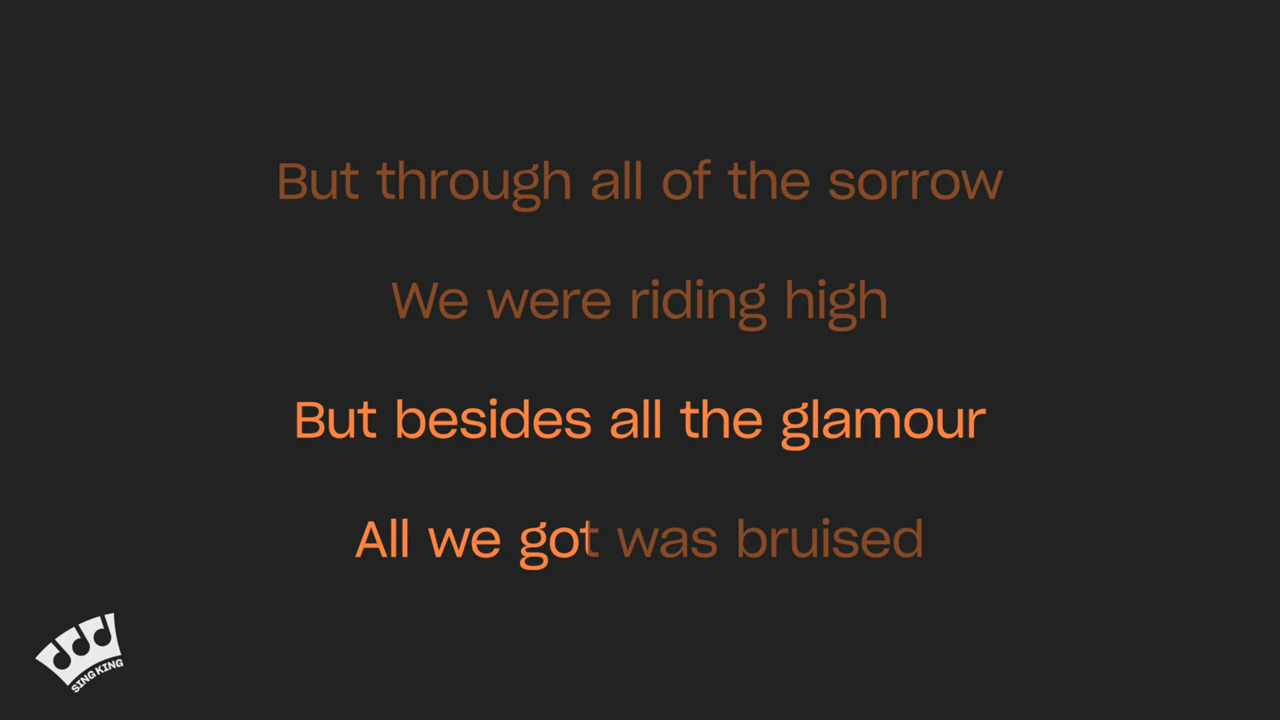 But through all of the sorrow
We were riding high
But besides all the glamour
All we got was bruised
SING KING